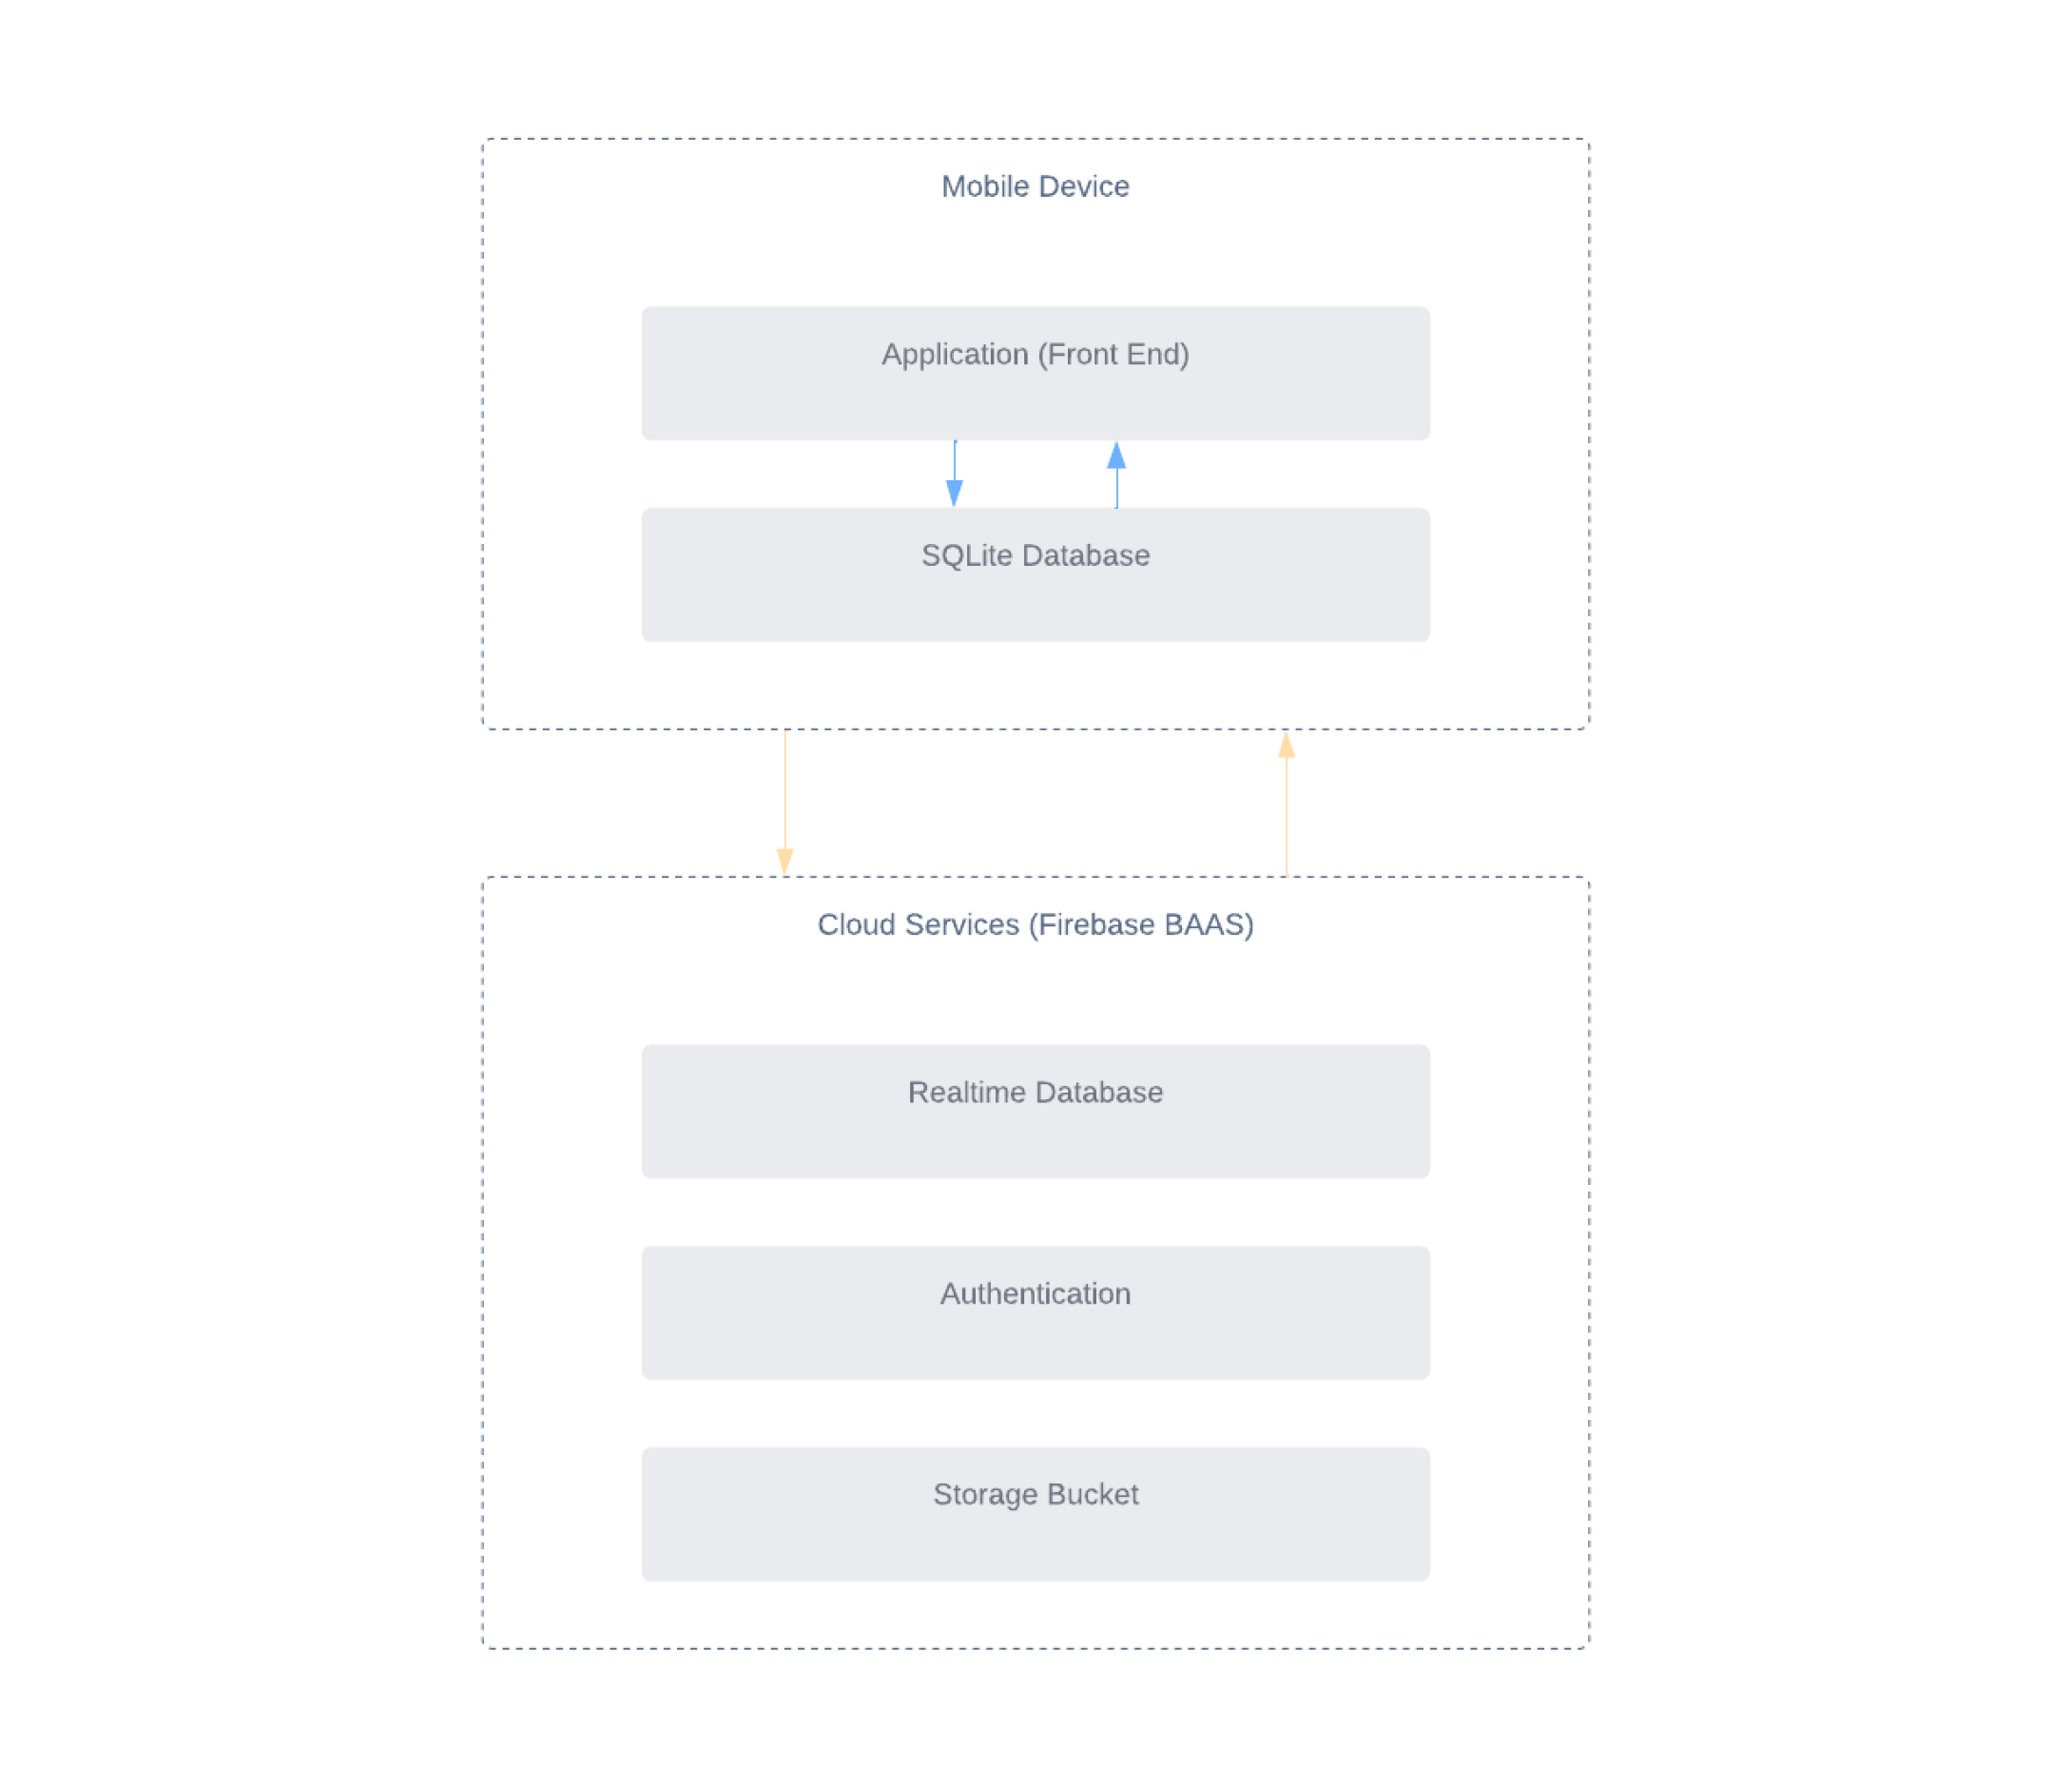 Mobile Device
Application (Front End)
SQLite Database
Cloud Services (Firebase BAAS)
Realtime Database
Authentication
Storage Bucket